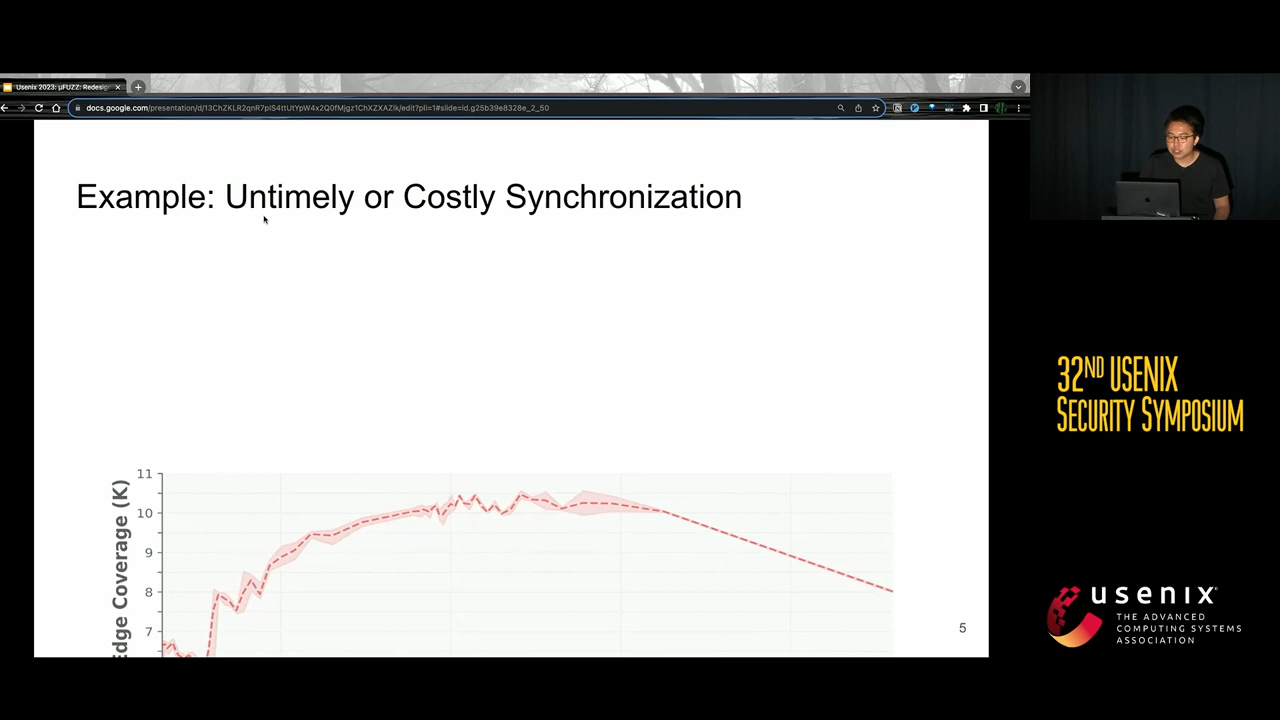 Usenix 2023: µFUZZ: Redesig
docs.google.com/presentation/d/13ChZKLR2qnR7pIS4ttUtYpW4x2Q0fMjgz1ChXZXAZik/edit?pli=1#slide=id.g25b39e8328e_2_50
Example: Untimely or Costly Synchronization
11
10
9
8
7
Edge Coverage (K)
5
32ND USENIX
SECURITY SYMPOSIUM
usenix
THE ADVANCED
COMPUTING SYSTEMS
ASSOCIATION